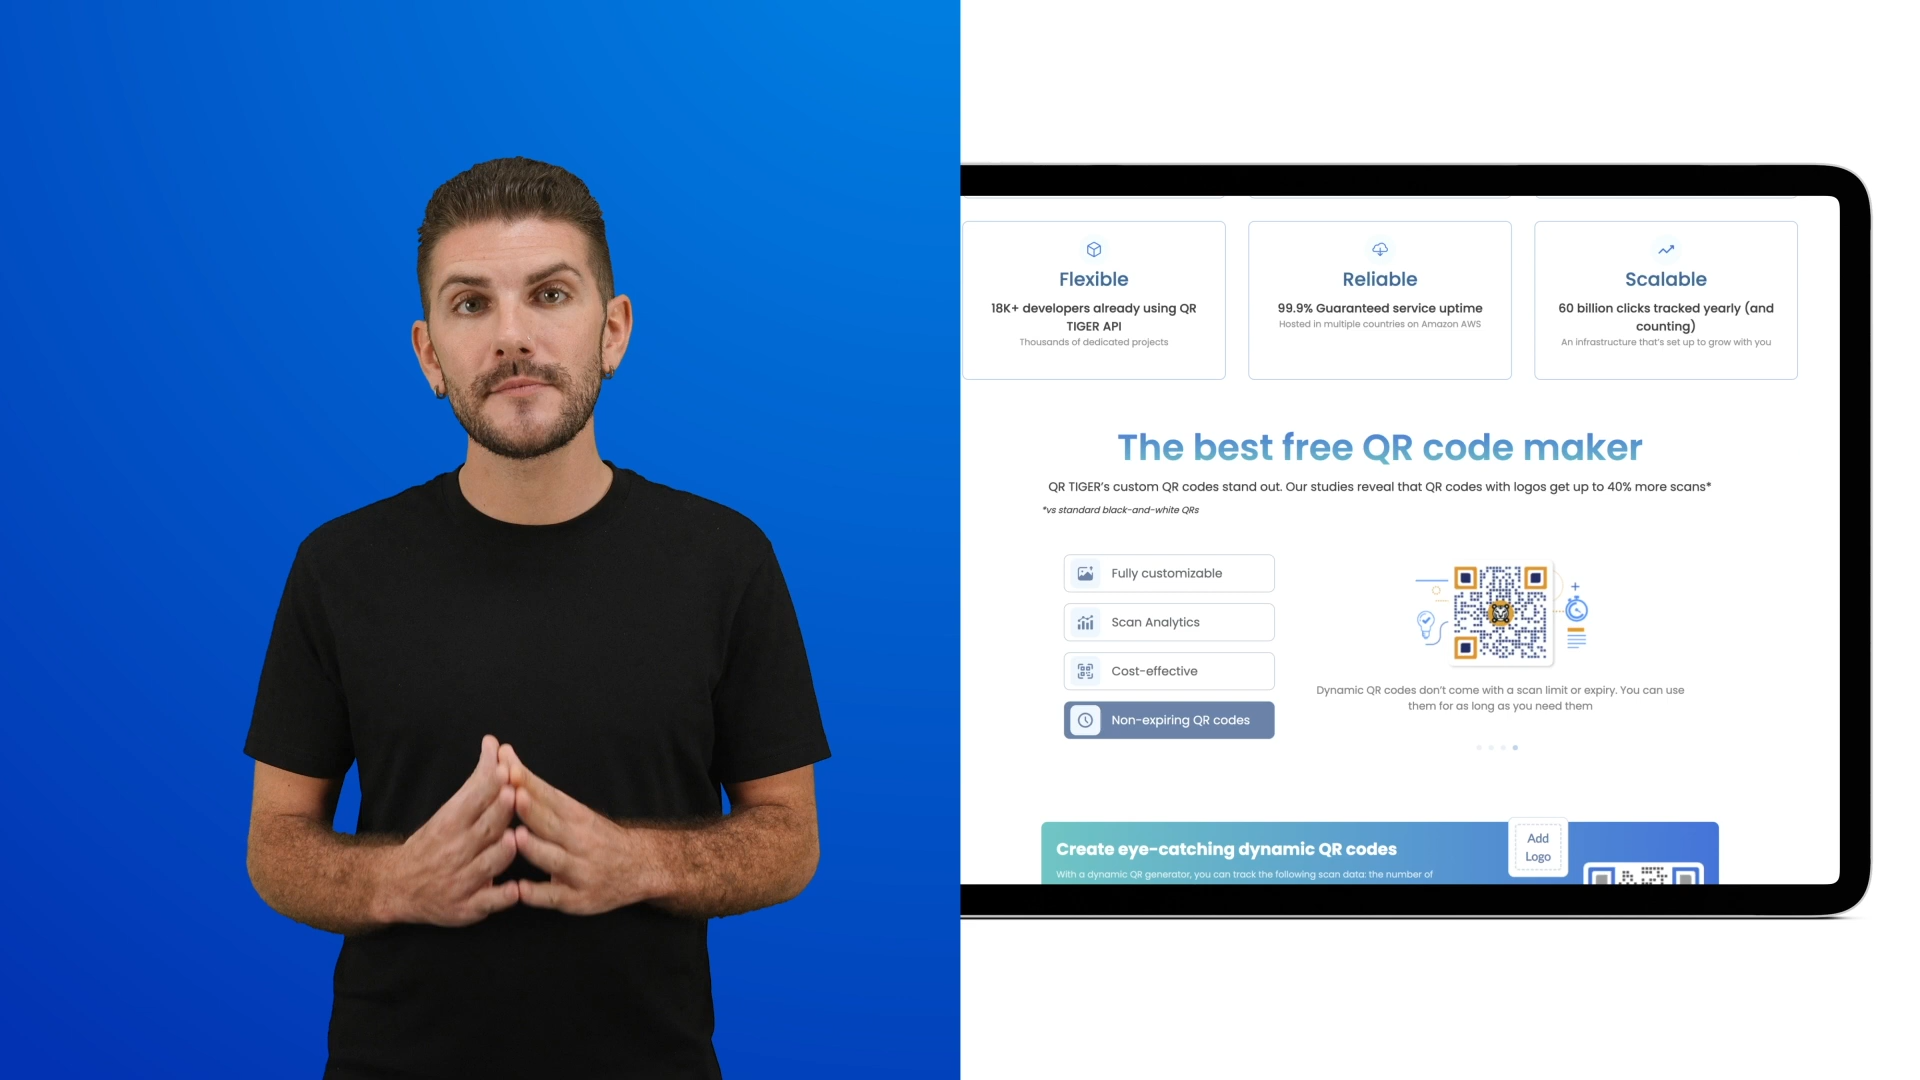 Flexible
18K+ developers already using QR
TIGER API
Thousands of dedicated projects
Reliable
99.9% Guaranteed service uptime
Hosted in multiple countries on Amazon AWS
Scalable
60 billion clicks tracked yearly (and
counting)
An infrastructure that's set up to grow with you
The best free QR code maker
QR TIGER's custom QR codes stand out. Our studies reveal that QR codes with logos get up to 40% more scans*
*vs standard black-and-white QRs
Fully customizable
Scan Analytics
Cost-effective
Non-expiring QR codes
Dynamic QR codes don't come with a scan limit or expiry. You can use
them for as long as you need them
Create eye-catching dynamic QR codes
With a dynamic QR generator, you can track the following scan data: the number of
Add
Logo